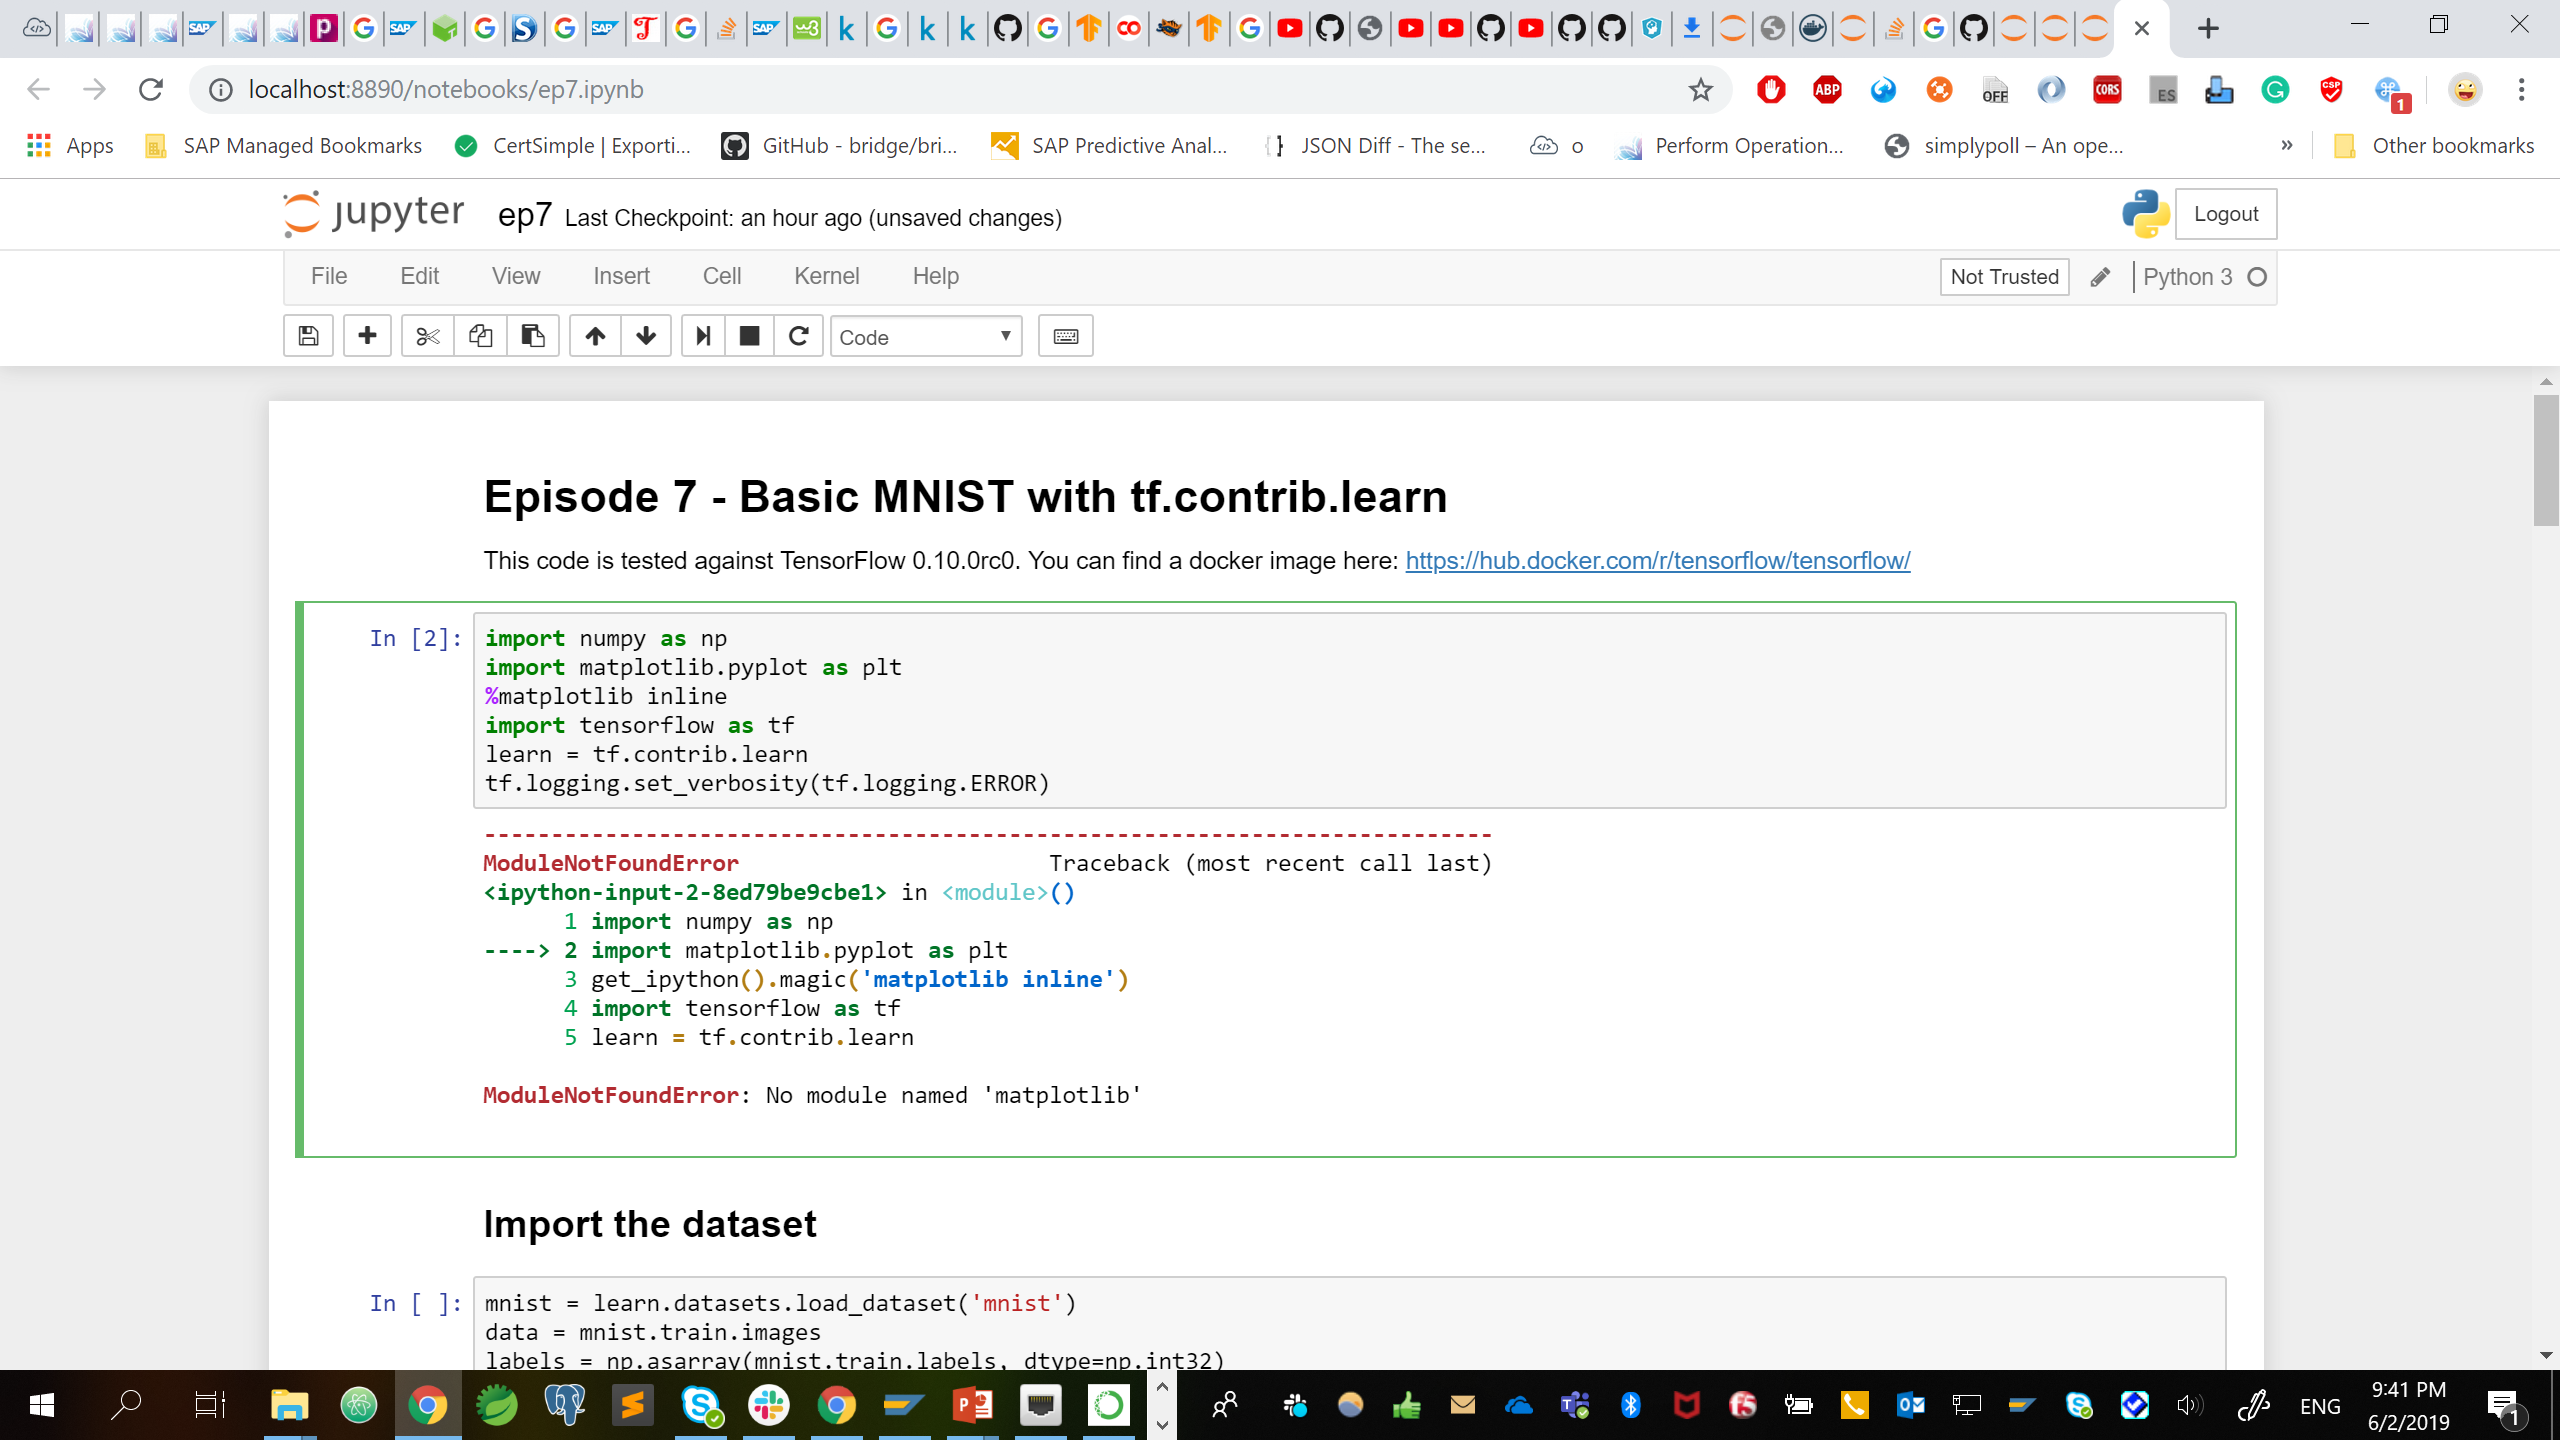 localhost:8890/notebooks/ep7.ipynb
ABP
OFF
CORS
ES
CSP
1
Apps
SAP Managed Bookmarks
CertSimple | Exporti...
GitHub - bridge/bri...
SAP Predictive Anal...
JSON Diff - The se...
o
Perform Operation...
simplypoll – An ope...
»
Other bookmarks
jupyter
ep7 Last Checkpoint: an hour ago (unsaved changes)
Logout
File Edit View Insert Cell Kernel Help
Not Trusted
Python 3
Code
Episode 7 - Basic MNIST with tf.contrib.learn
This code is tested against TensorFlow 0.10.0rc0. You can find a docker image here: https://hub.docker.com/r/tensorflow/tensorflow/
In [2]: import numpy as np
import matplotlib.pyplot as plt
%matplotlib inline
import tensorflow as tf
learn = tf.contrib.learn
tf.logging.set_verbosity(tf.logging.ERROR)
---------------------------------------------------------------------------
ModuleNotFoundError Traceback (most recent call last)
<ipython-input-2-8ed79be9cbe1> in <module>()
1 import numpy as np
----> 2 import matplotlib.pyplot as plt
3 get_ipython().magic('matplotlib inline')
4 import tensorflow as tf
5 learn = tf.contrib.learn
ModuleNotFoundError: No module named 'matplotlib'
Import the dataset
In [ ]: mnist = learn.datasets.load_dataset('mnist')
data = mnist.train.images
labels = np.asarray(mnist.train.labels, dtype=np.int32)
ENG
9:41 PM
6/2/2019
1